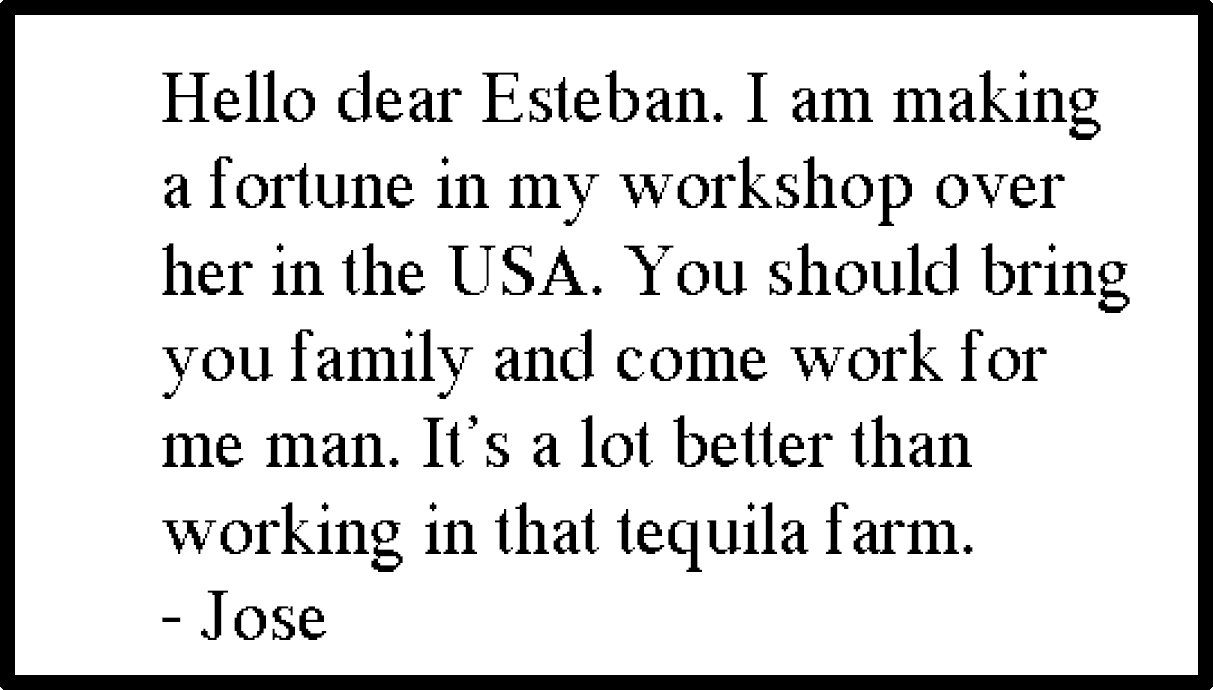 Hello dear Esteban. I am making
a fortune in my workshop over
her in the USA. You should bring
you family and come work for
me man. It’s a lot better than
working in that tequila farm.
- Jose